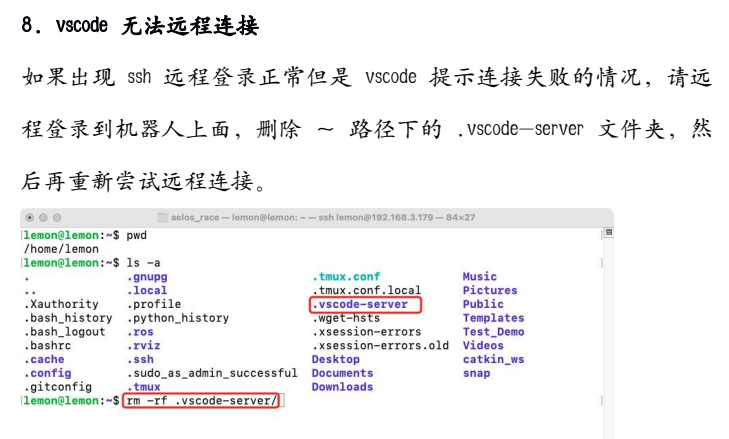 8. vscode 无法远程连接
如果出现 ssh 远程登录正常但是 vscode 提示连接失败的情况，请远
程登录到机器人上面，删除 ~ 路径下的 .vscode-server 文件夹，然
后再重新尝试远程连接。
aelos_race — lemon@lemon: ~ — ssh lemon@192.168.3.179 — 84×27
[lemon@lemon:~$ pwd ]
/home/lemon
[lemon@lemon:~$ ls -a ]
. .gnupg .tmux.conf Music
.. .local .tmux.conf.local Pictures
.Xauthority .profile .vscode-server Public
.bash_history .python_history .wget-hsts Templates
.bash_logout .ros .xsession-errors Test_Demo
.bashrc .rviz .xsession-errors.old Videos
.cache .ssh Desktop catkin_ws
.config .sudo_as_admin_successful Documents snap
.gitconfig .tmux Downloads
[lemon@lemon:~$ rm -rf .vscode-server/ ]